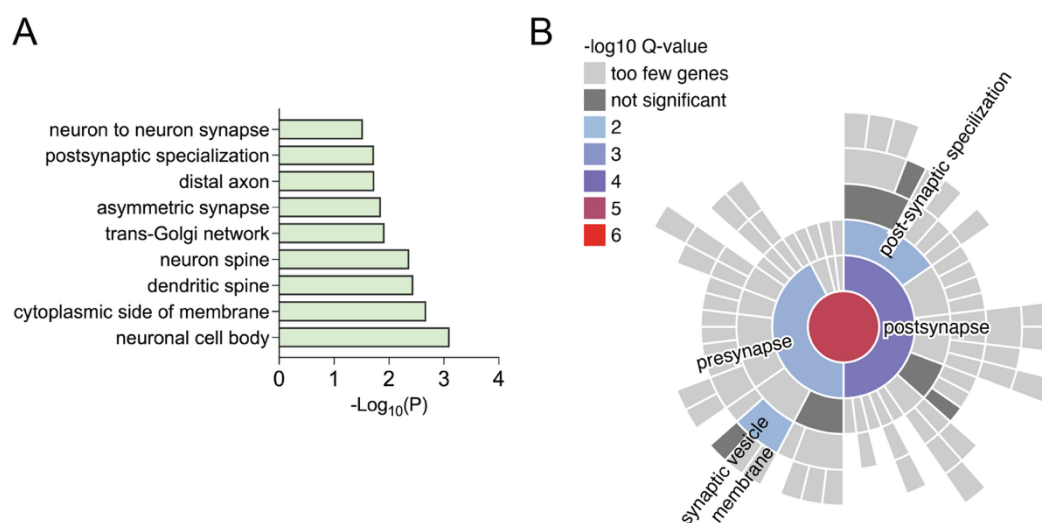 A
neuron to neuron synapse
postsynaptic specialization
distal axon
asymmetric synapse
trans-Golgi network
neuron spine
dendritic spine
cytoplasmic side of membrane
neuronal cell body
0 1 2 3 4
-Log10(P)
B
-log10 Q-value
too few genes
not significant
2
3
4
5
6
post-synaptic specilization
postsynapse
presynapse
synaptic vesicle
membrane